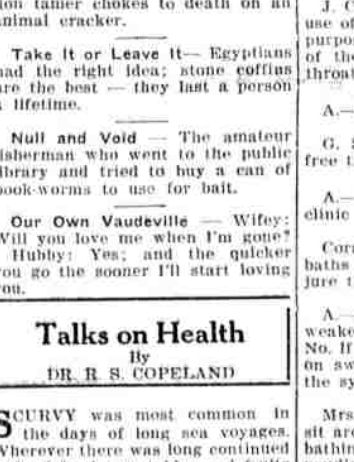 ion tamer chokes to death on an
animal cracker.
Take It or Leave It— Egyptians
had the right idea; stone coffins
are the best — they last a person
a lifetime.
Null and Void — The amateur
fisherman who went to the public
library and tried to buy a can of
book-worms to use for bait.
Our Own Vaudeville — Wifey:
Will you love me when I'm gone?
Hubby: Yes; and the quicker
you go the sooner I'll start loving
you.
Talks on Health
By
DR. R. S. COPELAND
SCURVY was most common in
the days of long sea voyages.
Wherever there was long continued
J. C
use of
purpo
of the
throat
A.—
G. S
free t
A.—
clinic
Cora
baths
jure t
A.—
weake
No. If
on sw
the sy
Mrs
sit are
bathin